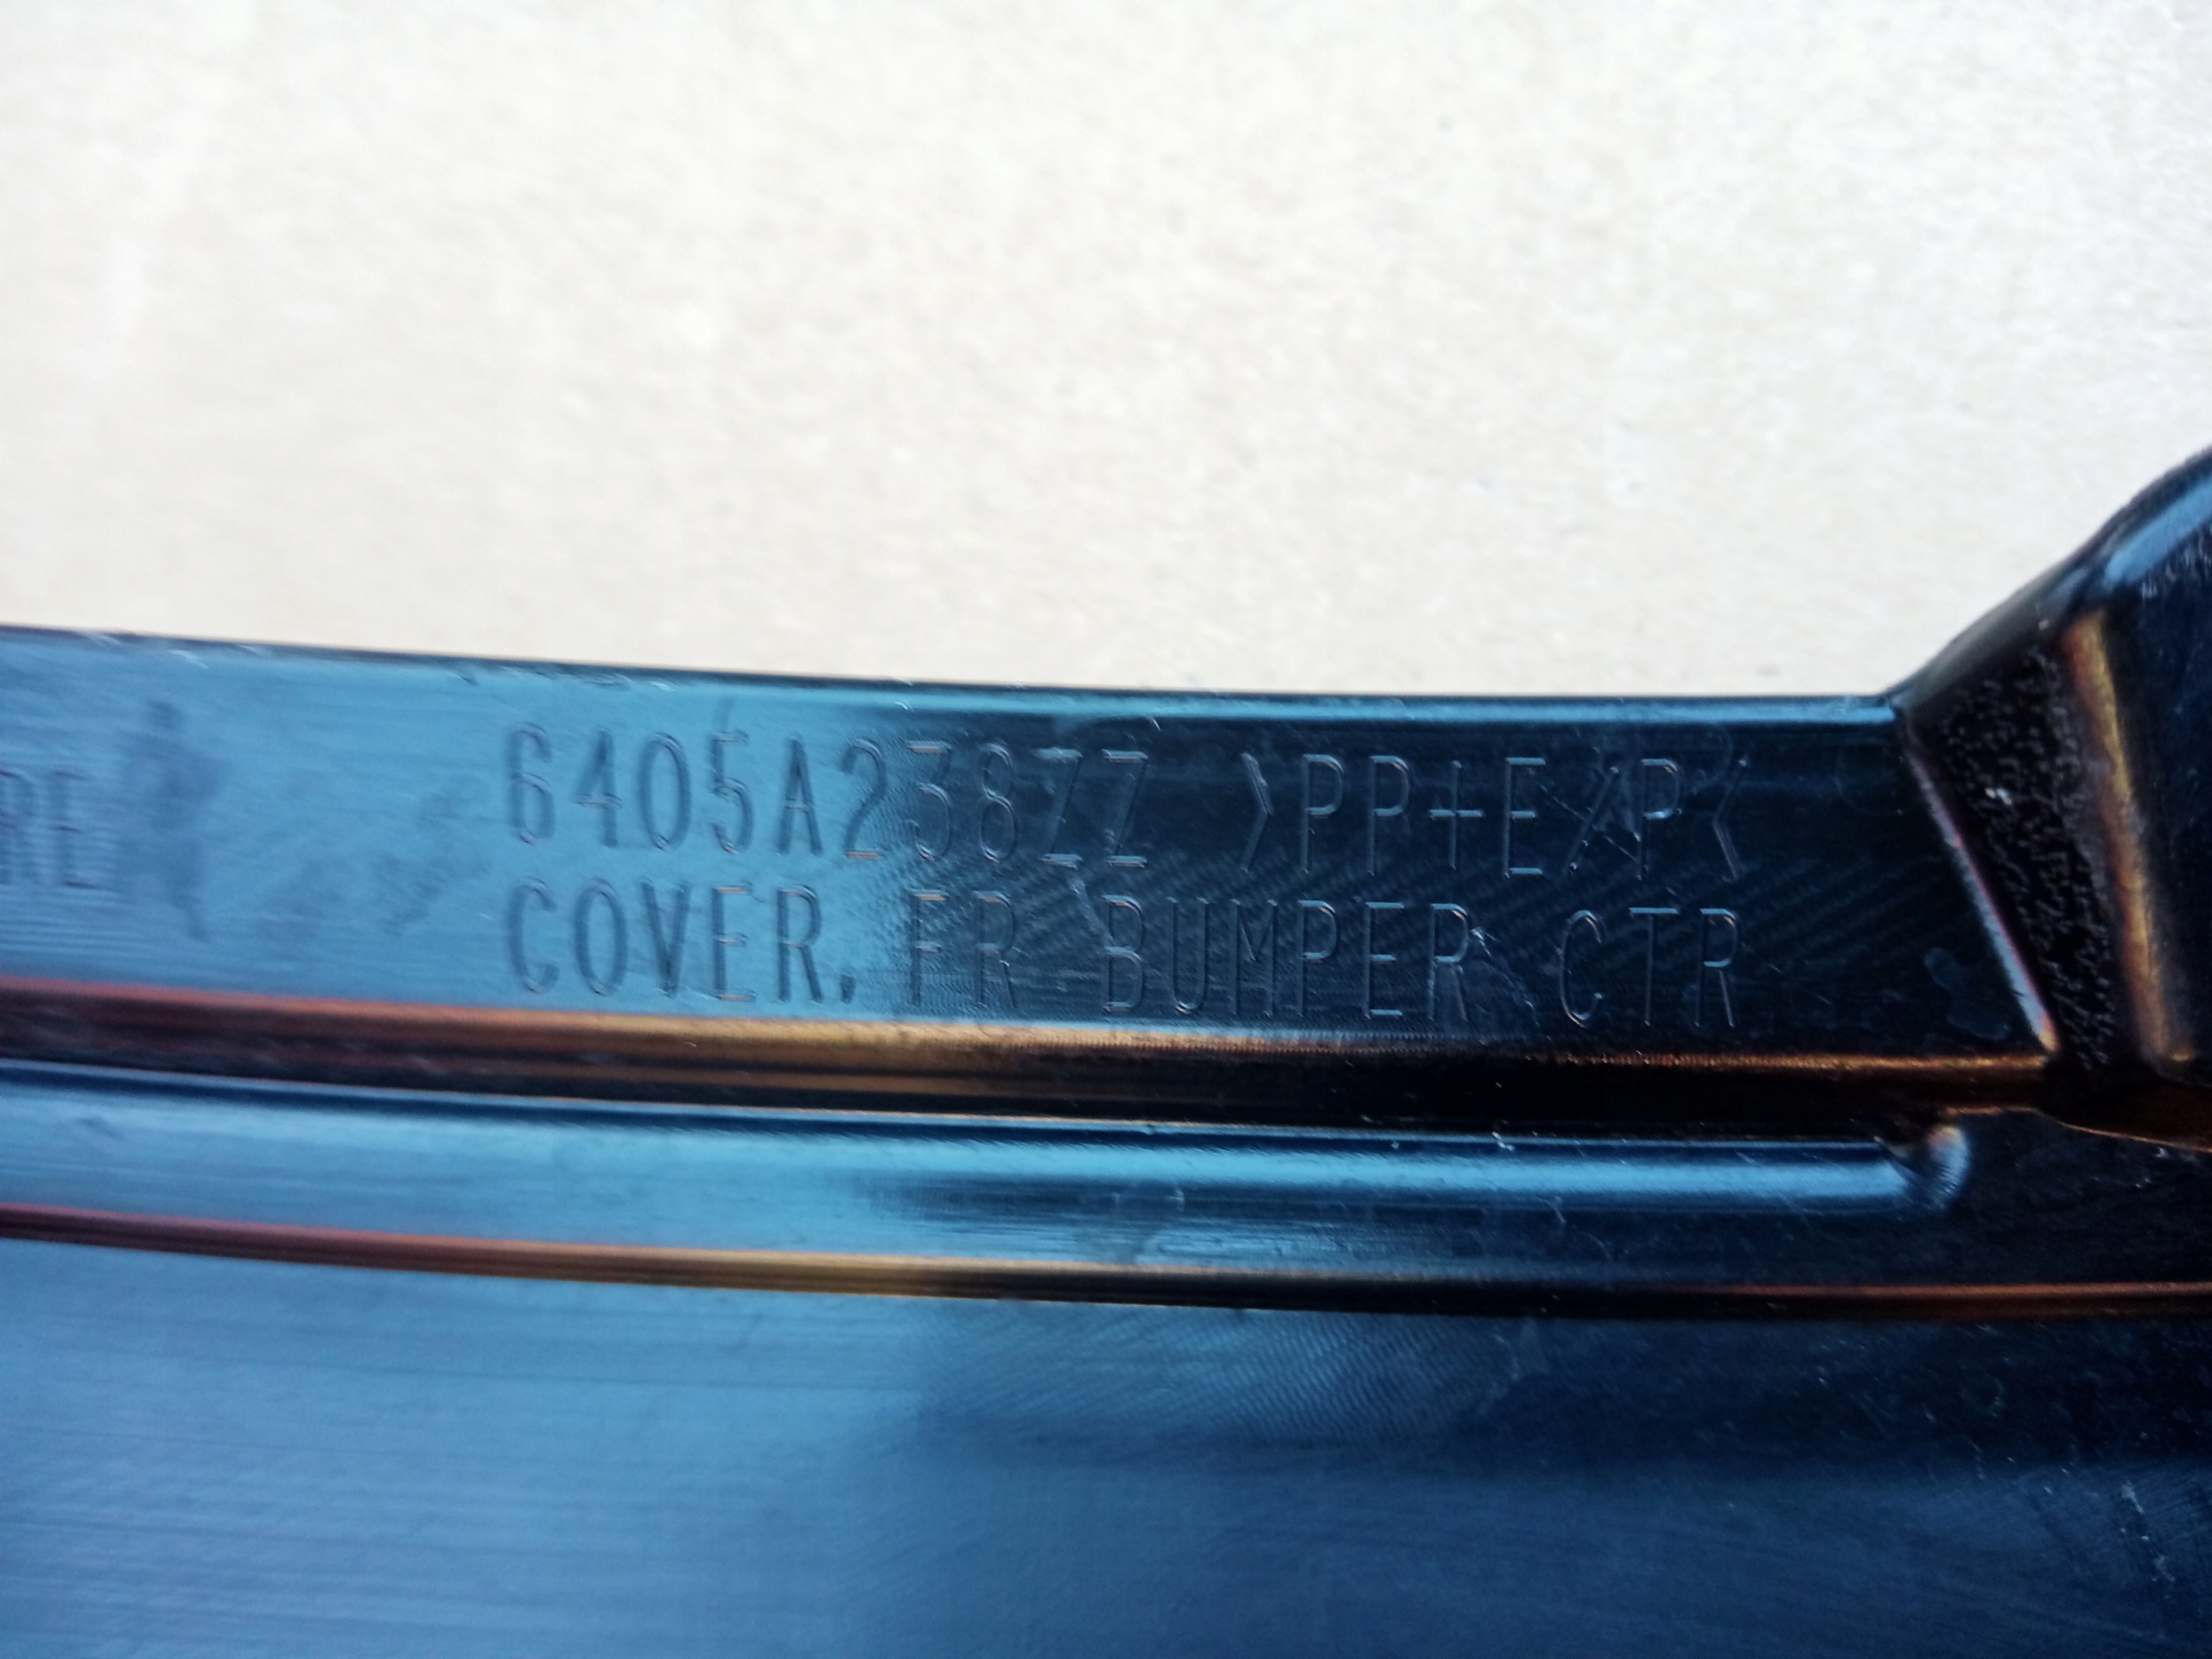 6405A238ZZ >PP+E/P<
COVER, FR BUMPER CTR